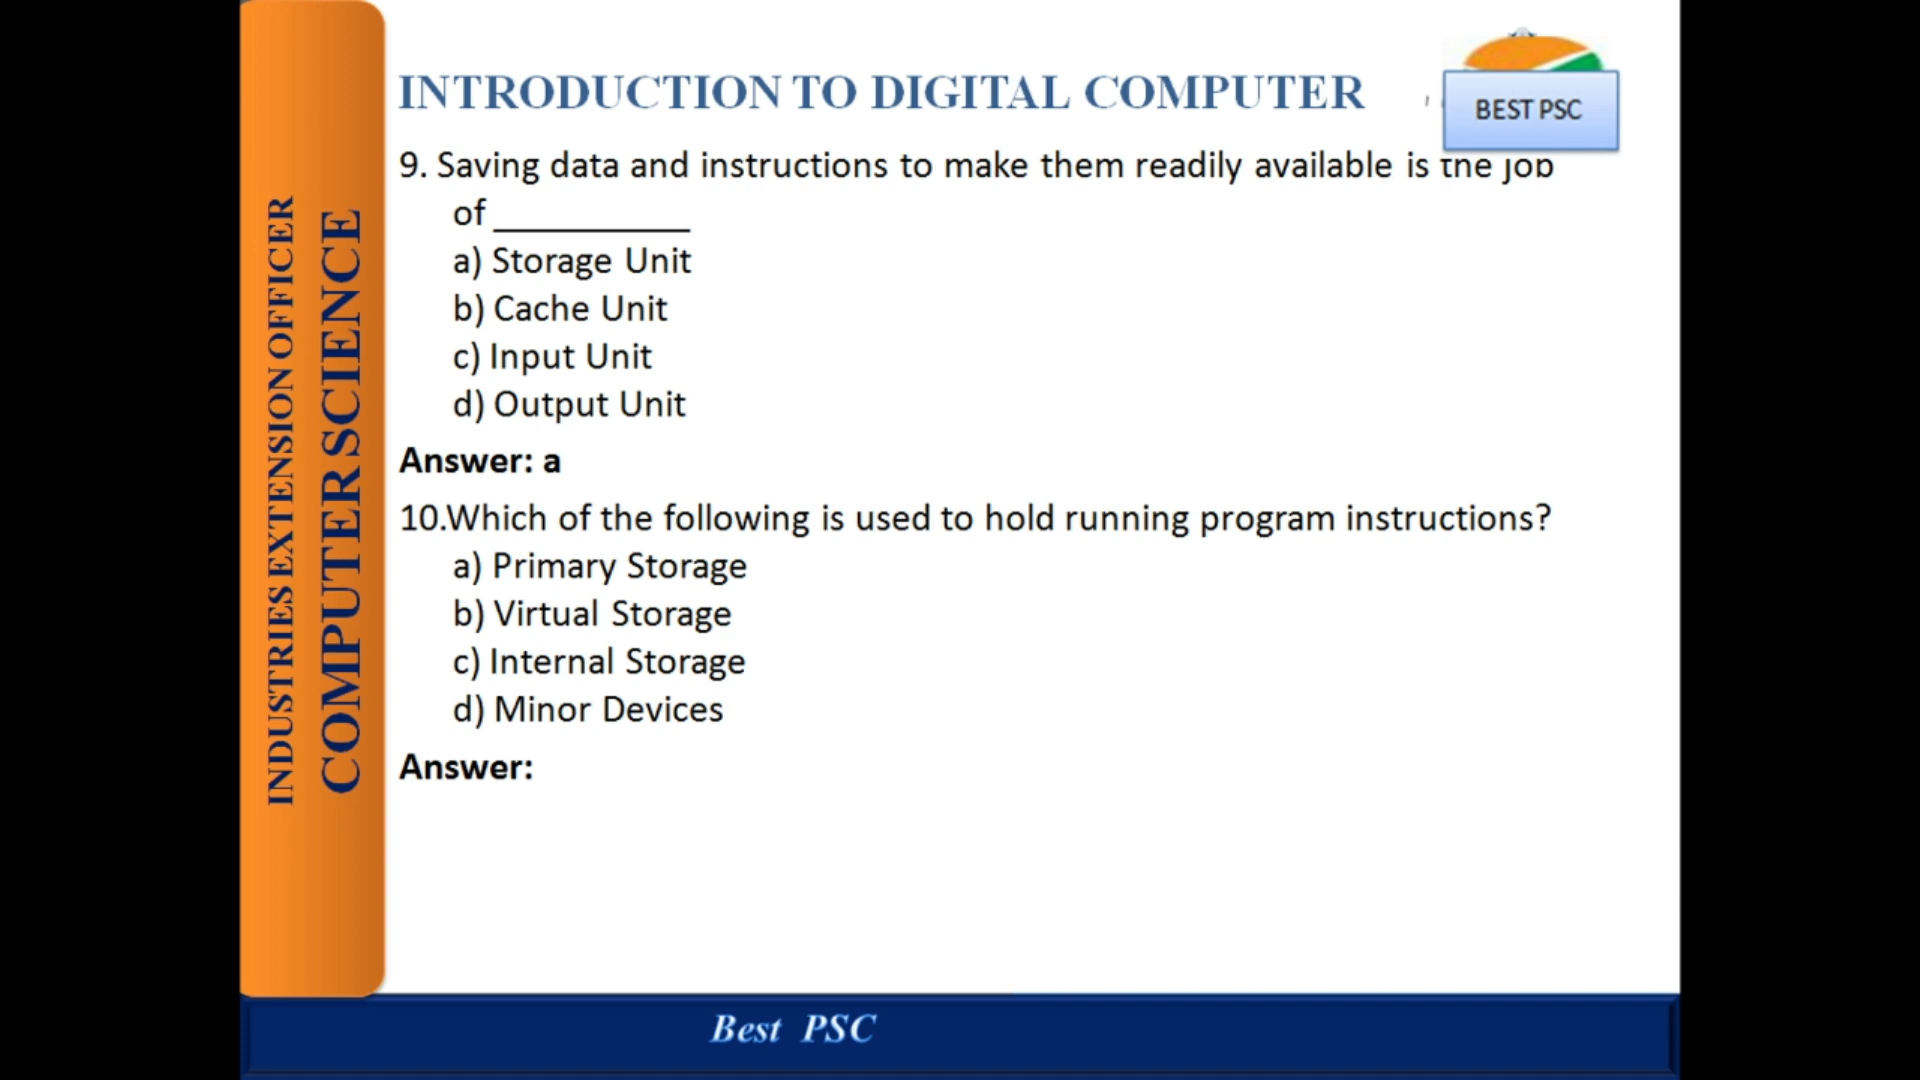 INTRODUCTION TO DIGITAL COMPUTER
BEST PSC
9. Saving data and instructions to make them readily available is the job
of __________
a) Storage Unit
b) Cache Unit
c) Input Unit
d) Output Unit
Answer: a
10.Which of the following is used to hold running program instructions?
a) Primary Storage
b) Virtual Storage
c) Internal Storage
d) Minor Devices
Answer:
INDUSTRIES EXTENSION OFFICER
COMPUTER SCIENCE
Best PSC